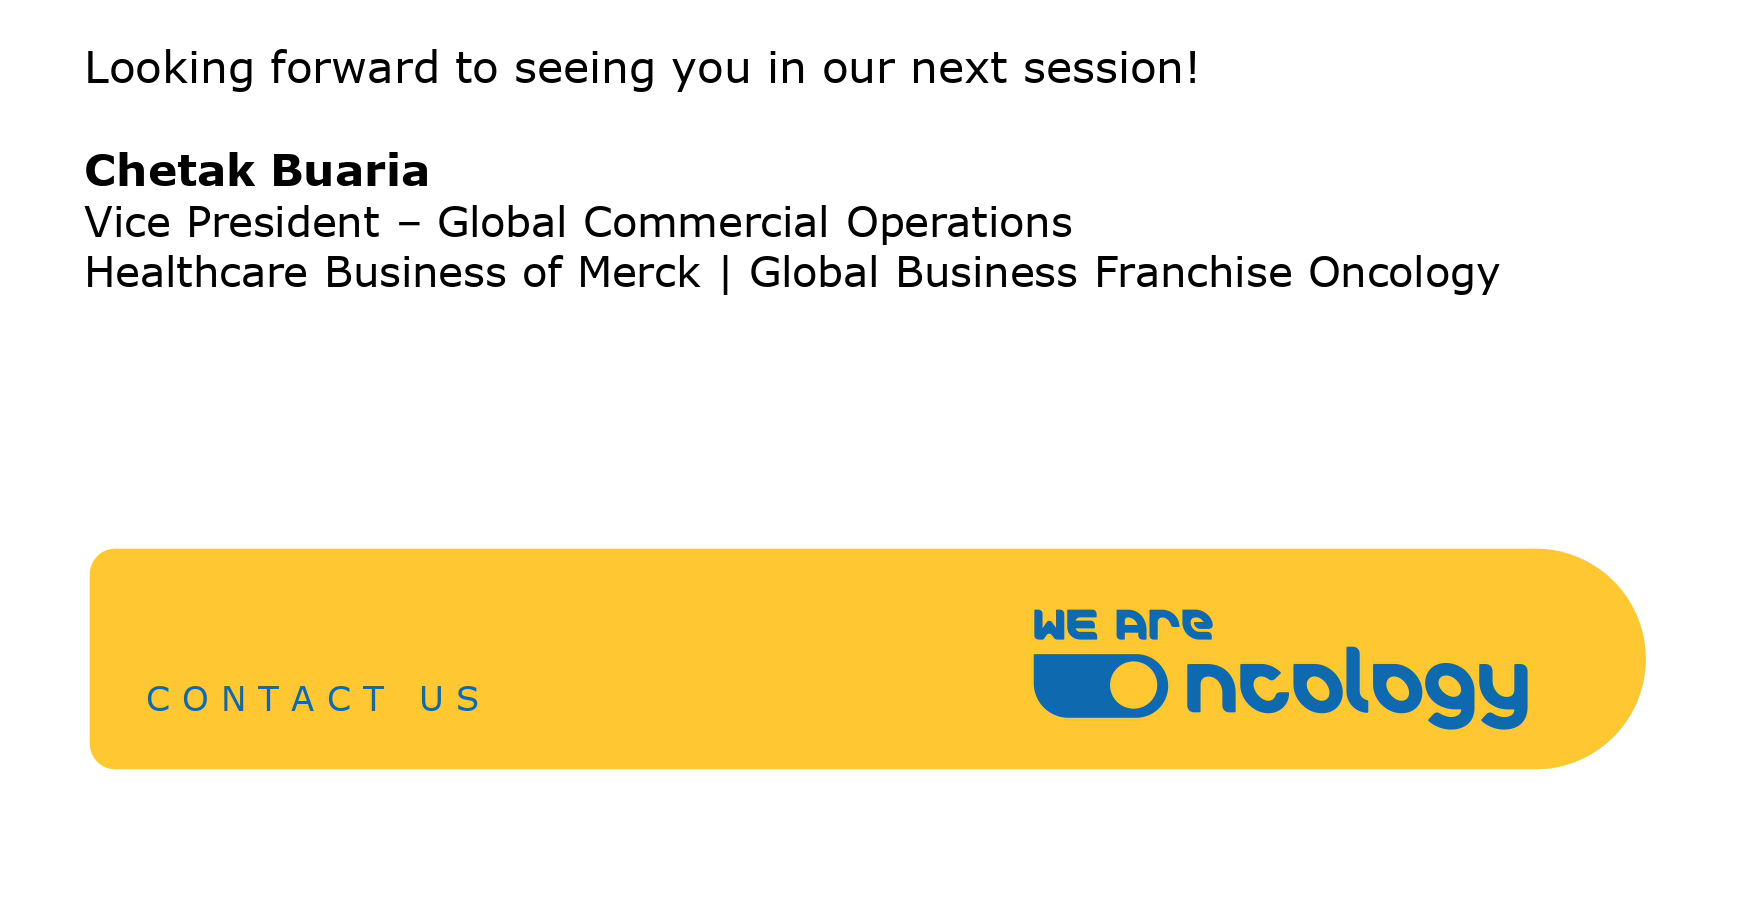 Looking forward to seeing you in our next session!
Chetak Buaria
Vice President – Global Commercial Operations
Healthcare Business of Merck | Global Business Franchise Oncology
WE ARe
Oncology
CONTACT US